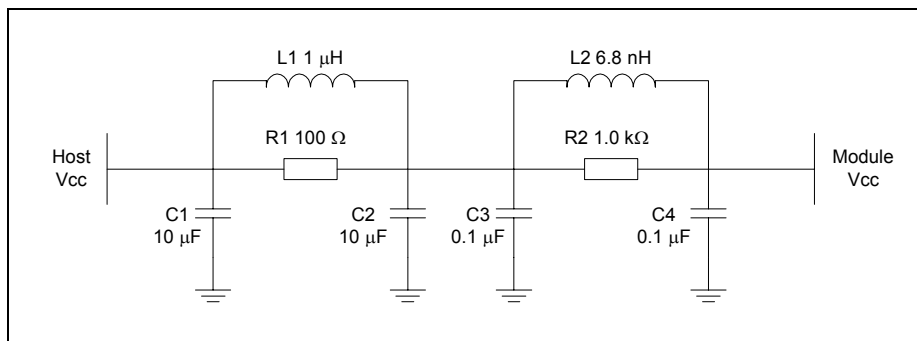 L1 1 μH
L2 6.8 nH
R1 100 Ω
R2 1.0 kΩ
Host
Vcc
Module
Vcc
C1
10 μF
C2
10 μF
C3
0.1 μF
C4
0.1 μF